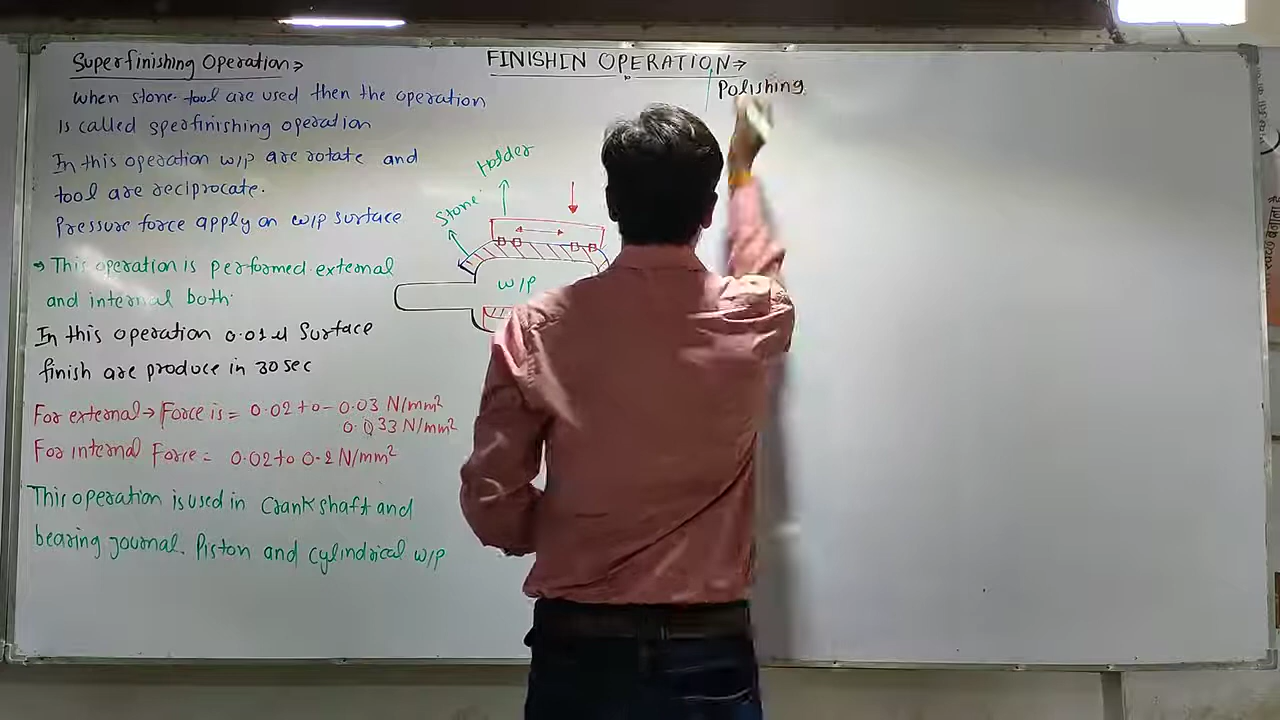 FINISHIN OPERATION→
Superfinishing Operation→
when stone tool are used then the operation
Is called sperfinishing operation
In this operation w/p are rotate and
tool are reciprocate.
Pressure force apply on w/p surface
→ This operation is performed external
and internal both
In this operation 0.01μ Surface
finish are produce in 30 sec
For external → Force is = 0.02 to - 0.03 N/mm²
0.033 N/mm²
For internal Force = 0.02 to 0.2 N/mm²
This operation is used in Crankshaft and
bearing journal. Piston and cylindrical w/p
Holder
Stone
w/p
Polishing